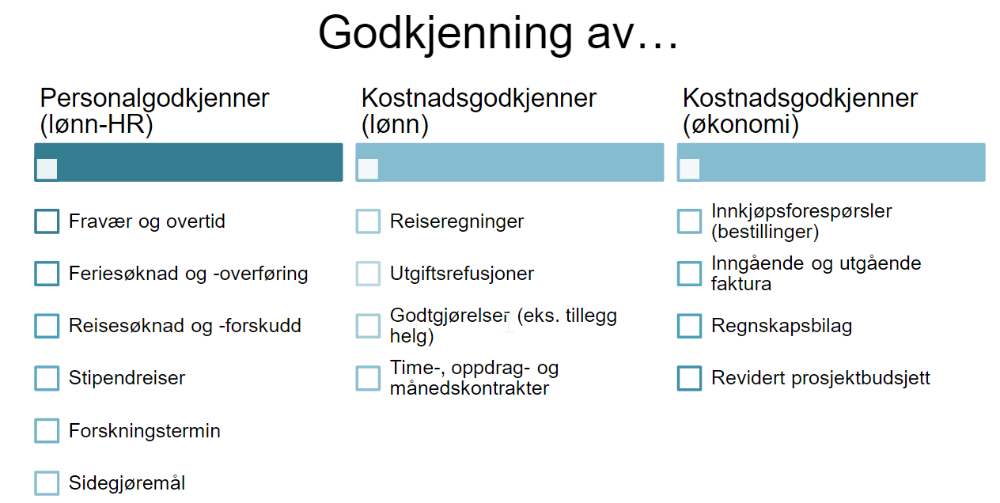 Godkjenning av…
Personalgodkjenner
(lønn-HR)
Fravær og overtid
Feriesøknad og -overføring
Reisesøknad og -forskudd
Stipendreiser
Forskningstermin
Sidegjøremål
Kostnadsgodkjenner
(lønn)
Reiseregninger
Utgiftsrefusjoner
Godtgjørelser (eks. tillegg
helg)
Time-, oppdrag- og
månedskontrakter
Kostnadsgodkjenner
(økonomi)
Innkjøpsforespørsler
(bestillinger)
Inngående og utgående
faktura
Regnskapsbilag
Revidert prosjektbudsjett